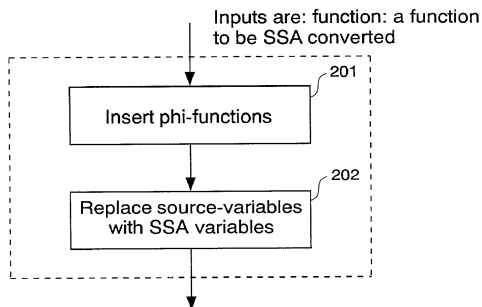 Inputs are: function: a function
to be SSA converted
201
Insert phi-functions
202
Replace source-variables
with SSA variables